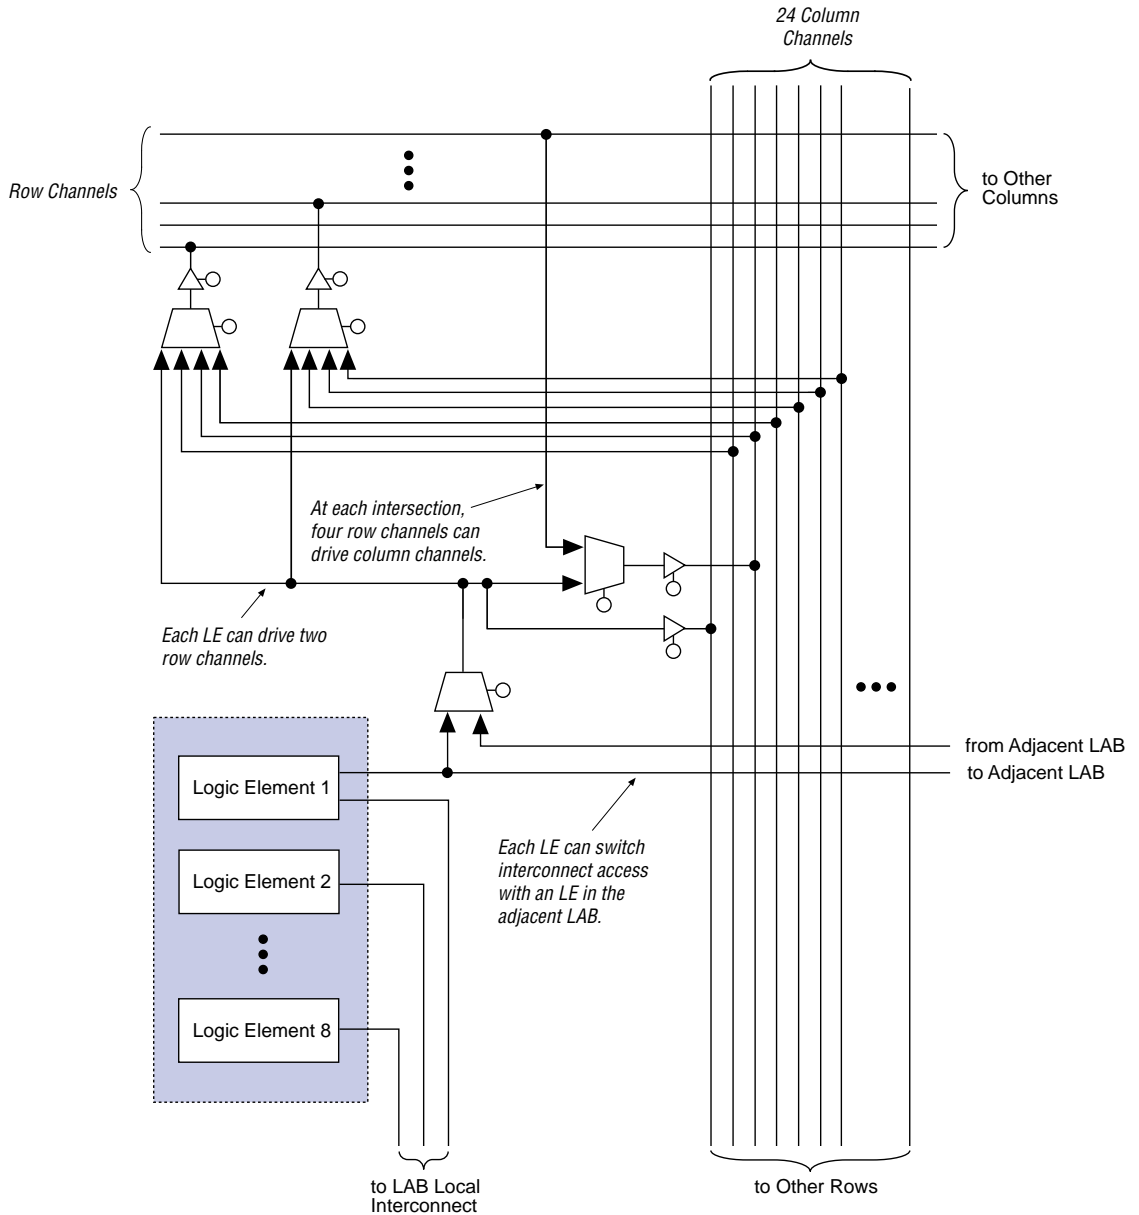 24 Column
Channels
Row Channels
to Other
Columns
At each intersection,
four row channels can
drive column channels.
Each LE can drive two
row channels.
from Adjacent LAB
to Adjacent LAB
Logic Element 1
Each LE can switch
interconnect access
with an LE in the
adjacent LAB.
Logic Element 2
Logic Element 8
to LAB Local
Interconnect
to Other Rows